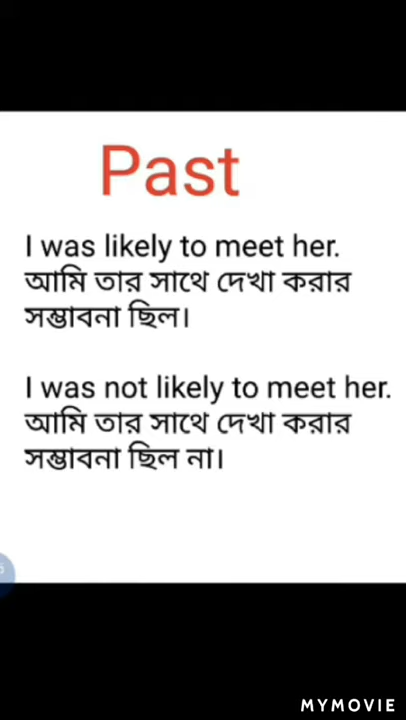 Past
I was likely to meet her.
আমি তার সাথে দেখা করার
সম্ভাবনা ছিল।
I was not likely to meet her.
আমি তার সাথে দেখা করার
সম্ভাবনা ছিল না।
MYMOVIE